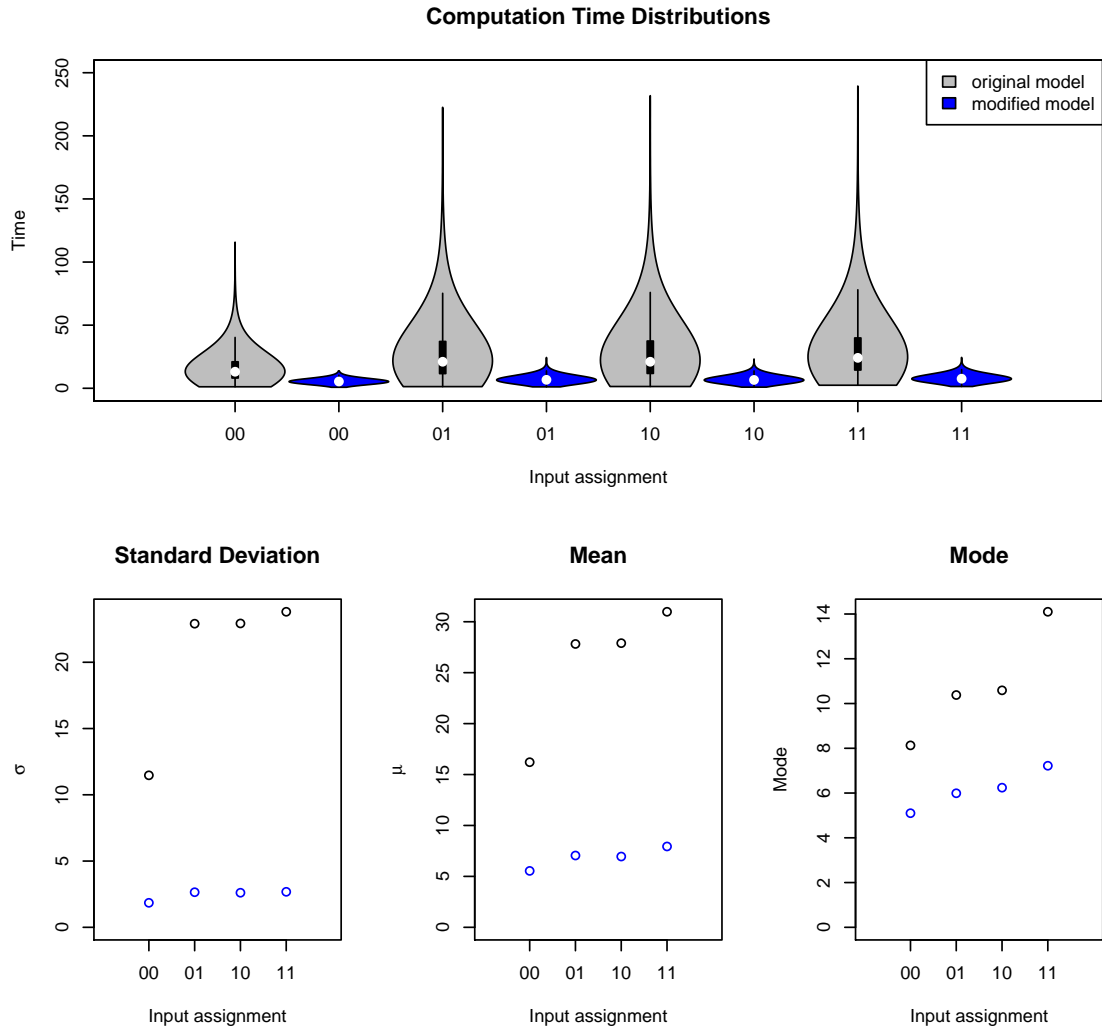 Computation Time Distributions
250
200
150
100
50
0
Time
original model
modified model
00 00 01 01 10 10 11 11
Input assignment
Standard Deviation
20
15
10
5
0
σ
00 01 10 11
Input assignment
Mean
30
25
20
15
10
5
0
μ
00 01 10 11
Input assignment
Mode
14
12
10
8
6
4
2
0
Mode
00 01 10 11
Input assignment